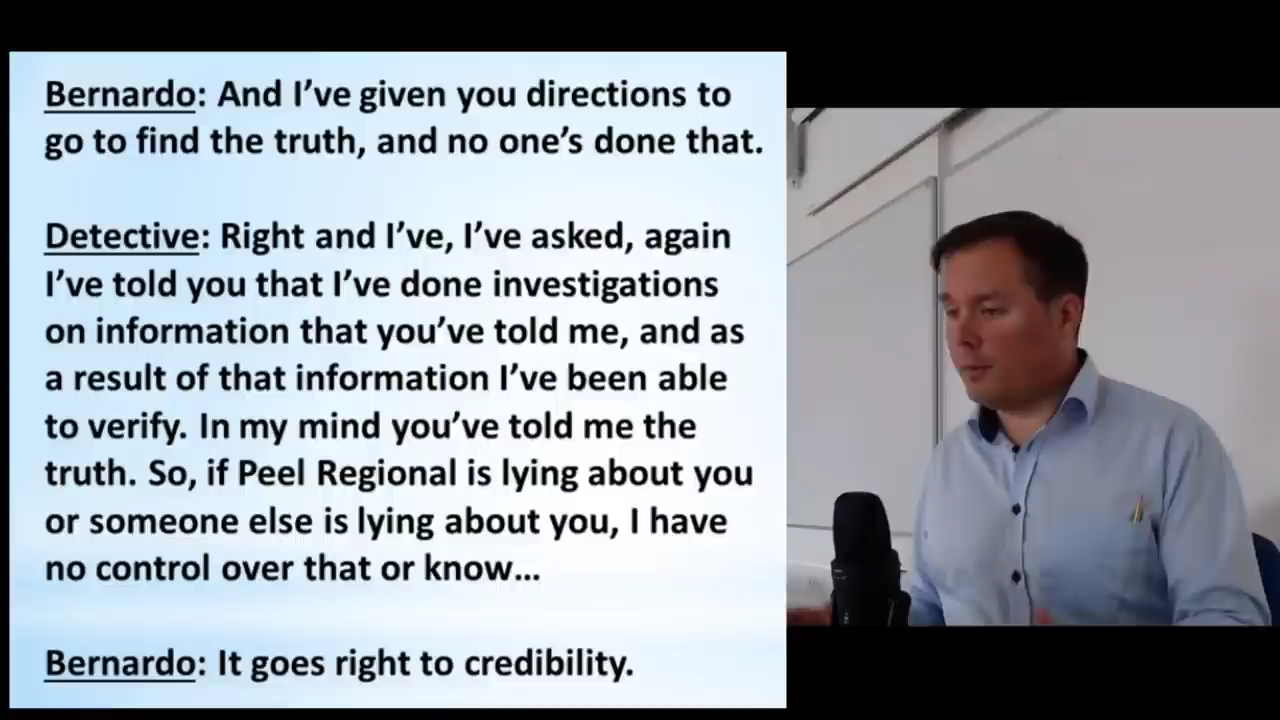 Bernardo: And I’ve given you directions to
go to find the truth, and no one’s done that.
Detective: Right and I’ve, I’ve asked, again
I’ve told you that I’ve done investigations
on information that you’ve told me, and as
a result of that information I’ve been able
to verify. In my mind you’ve told me the
truth. So, if Peel Regional is lying about you
or someone else is lying about you, I have
no control over that or know…
Bernardo: It goes right to credibility.